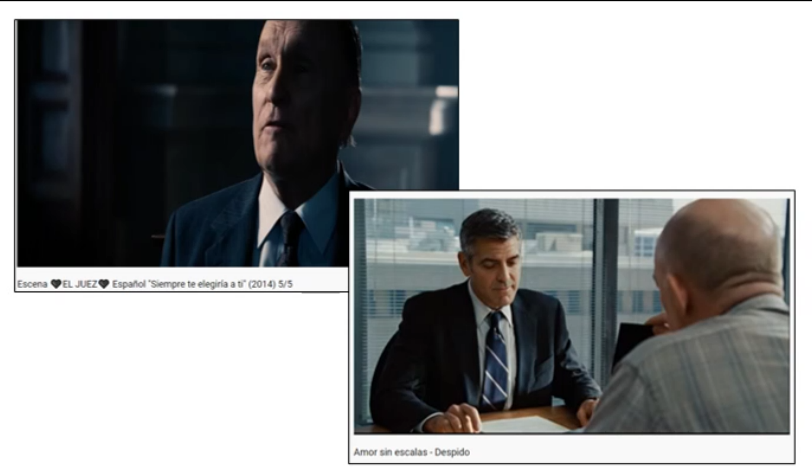 Escena 🖤EL JUEZ🖤 Español "Siempre te elegiría a ti" (2014) 5/5
Amor sin escalas - Despido